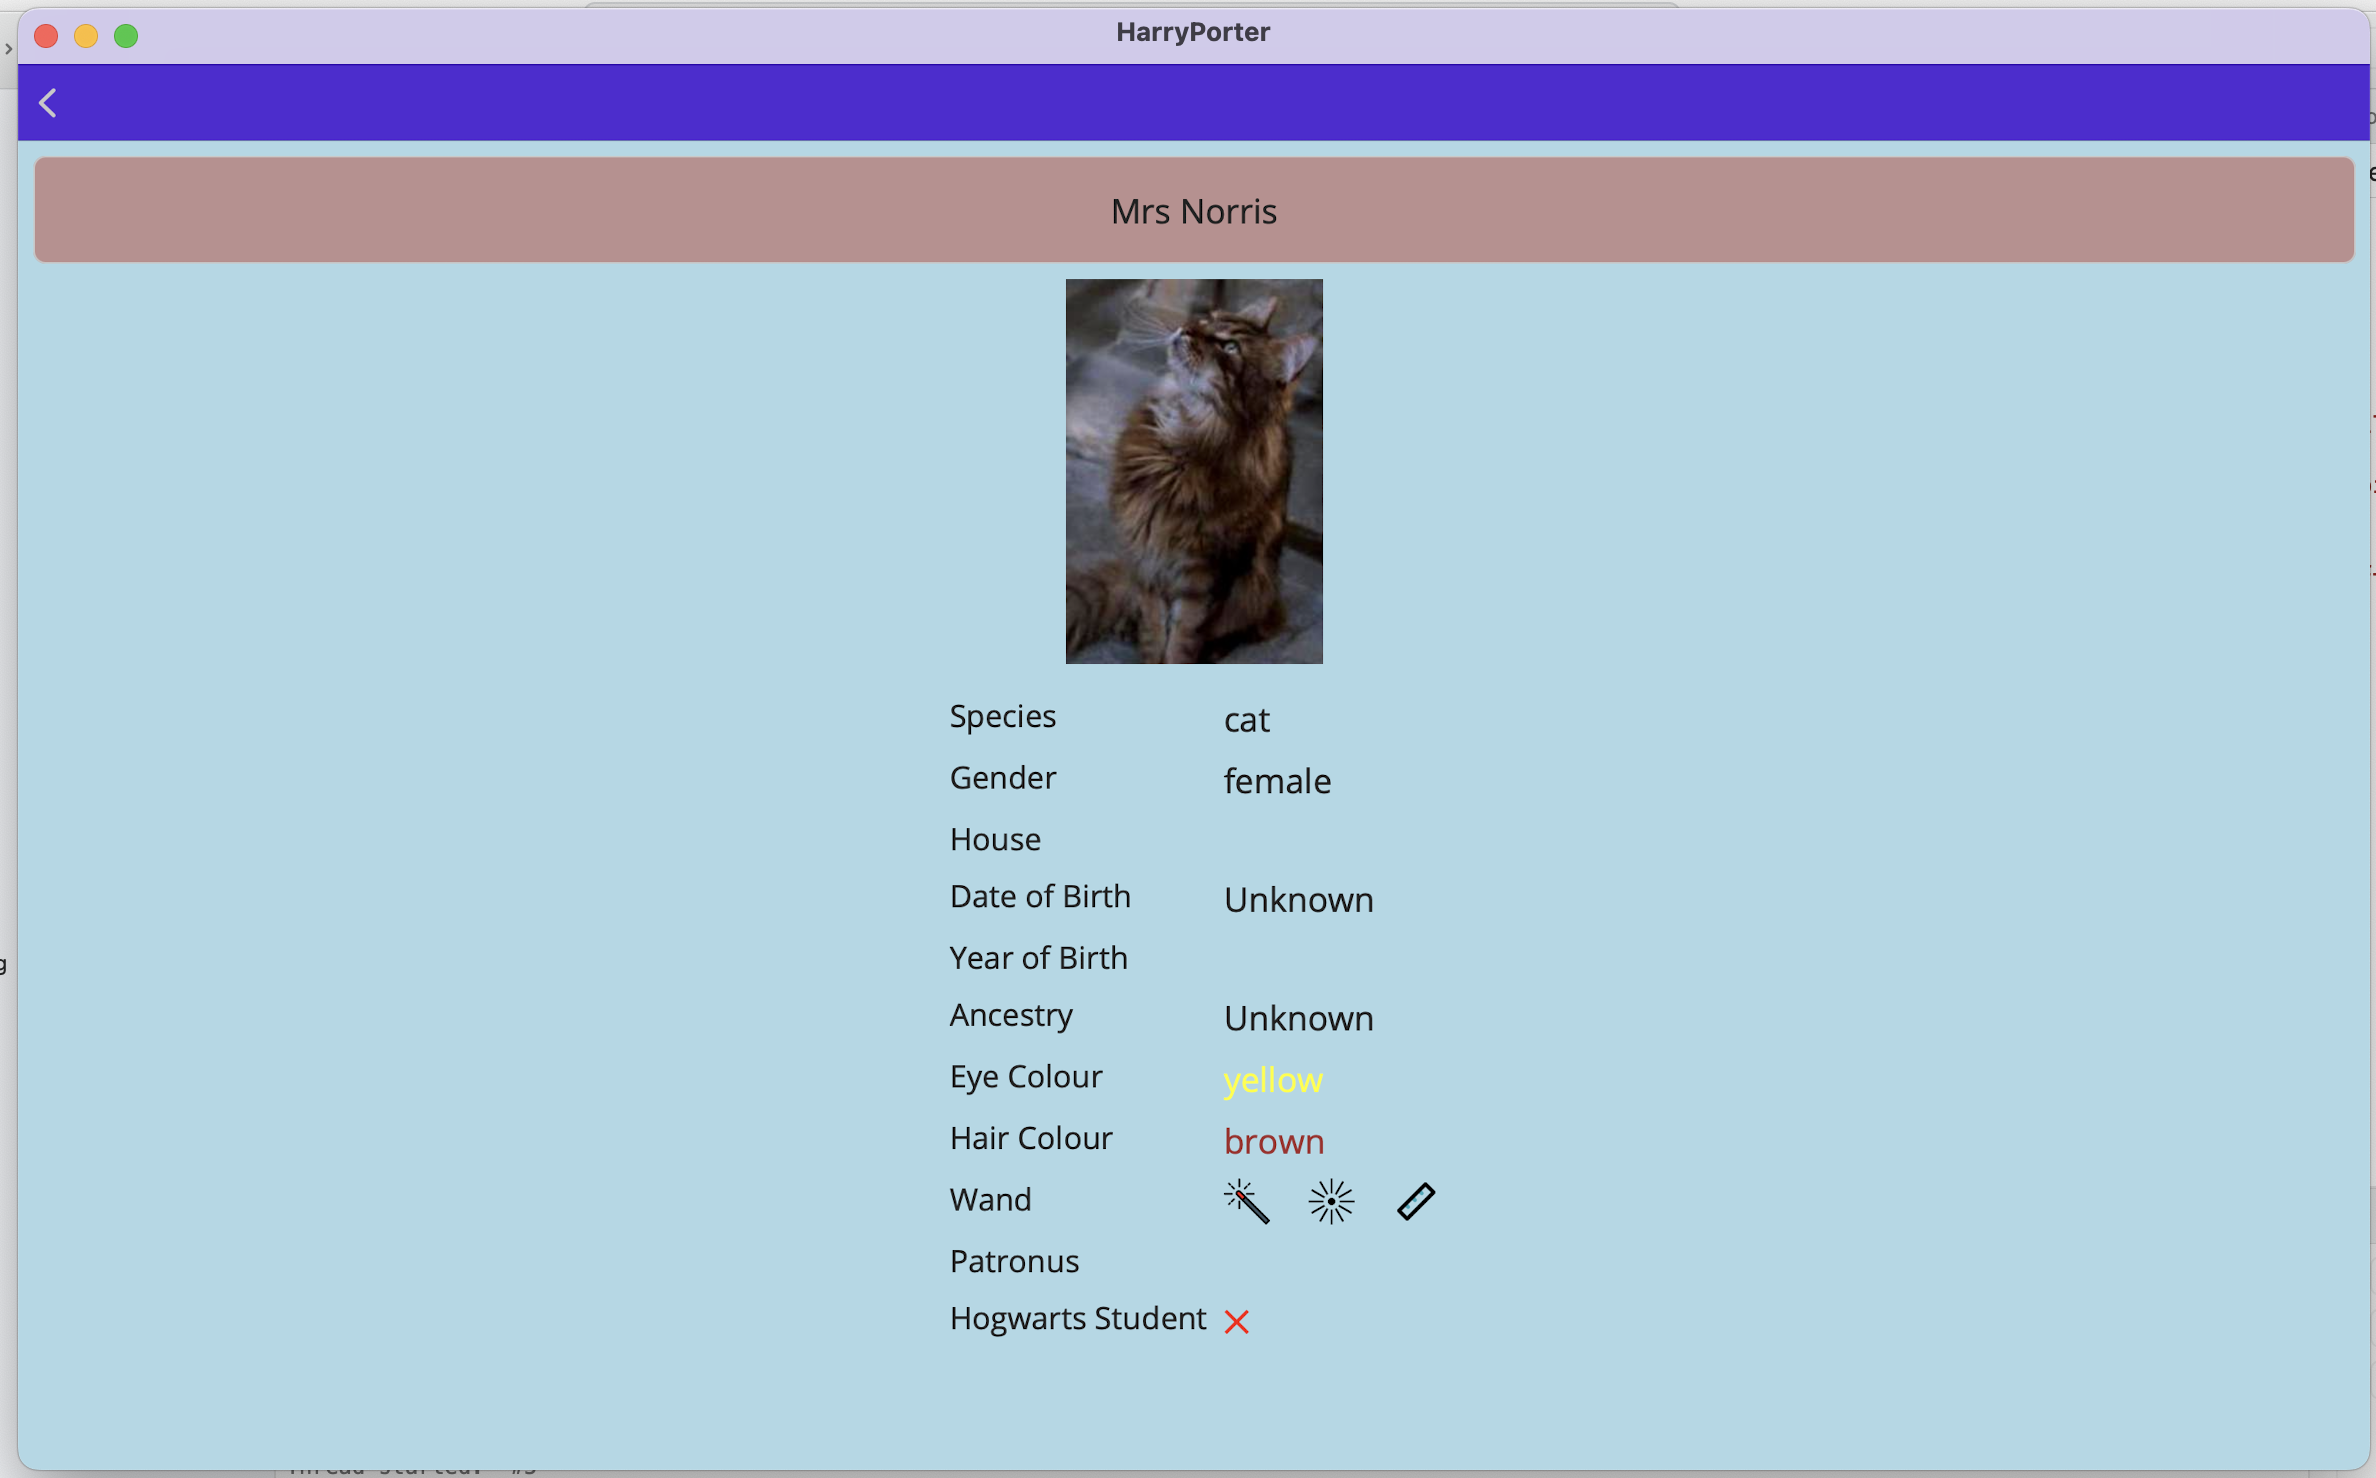 HarryPorter
Mrs Norris
Species cat
Gender female
House
Date of Birth Unknown
Year of Birth
Ancestry Unknown
Eye Colour yellow
Hair Colour brown
Wand
Patronus
Hogwarts Student